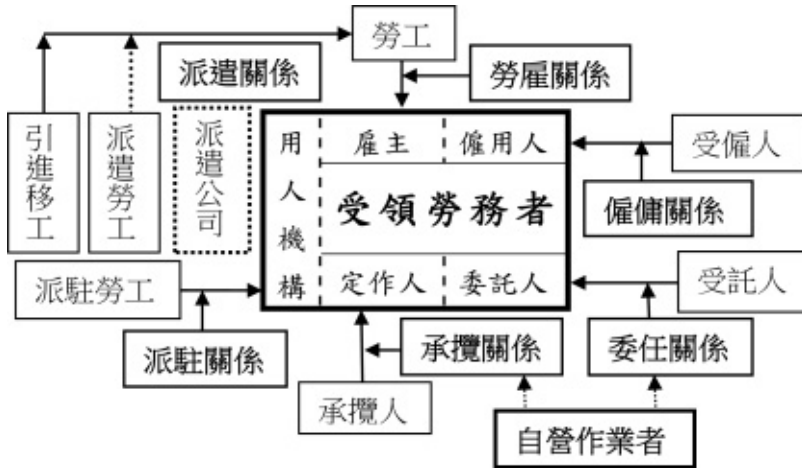 勞工
派遣關係
勞雇關係
引進移工
派遣勞工
派遣公司
用人機構
雇主
僱用人
受領勞務者
定作人
委託人
受僱人
僱傭關係
派駐勞工
受託人
派駐關係
承攬關係
委任關係
承攬人
自營作業者